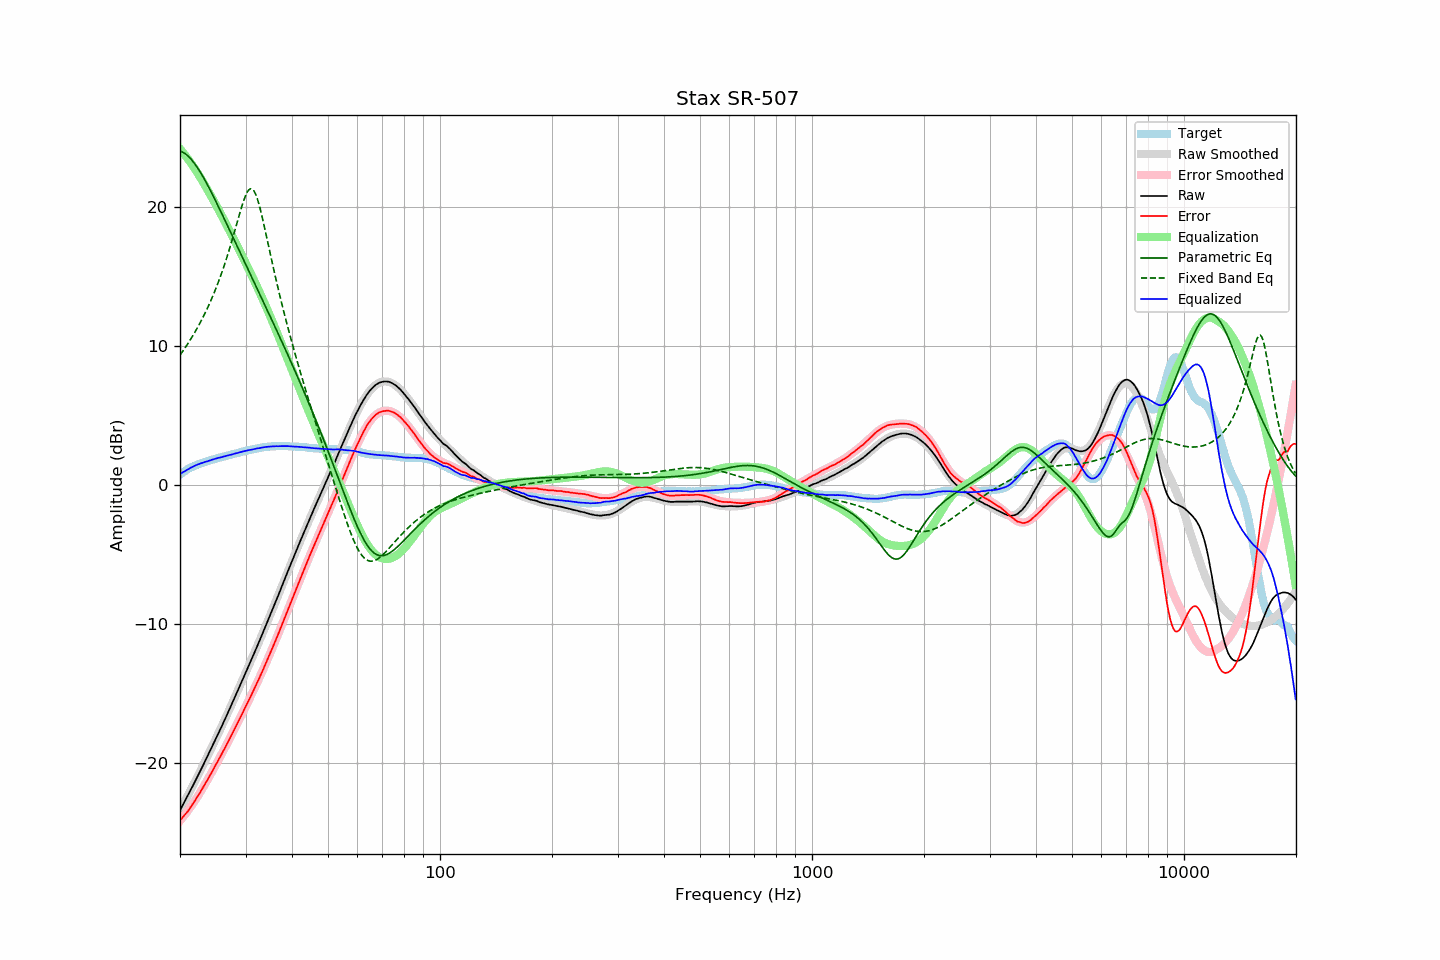 Stax SR-507
Target
Raw Smoothed
Error Smoothed
Raw
Error
Equalization
Parametric Eq
Fixed Band Eq
Equalized
20
10
0
−10
−20
Amplitude (dBr)
100
1000
10000
Frequency (Hz)